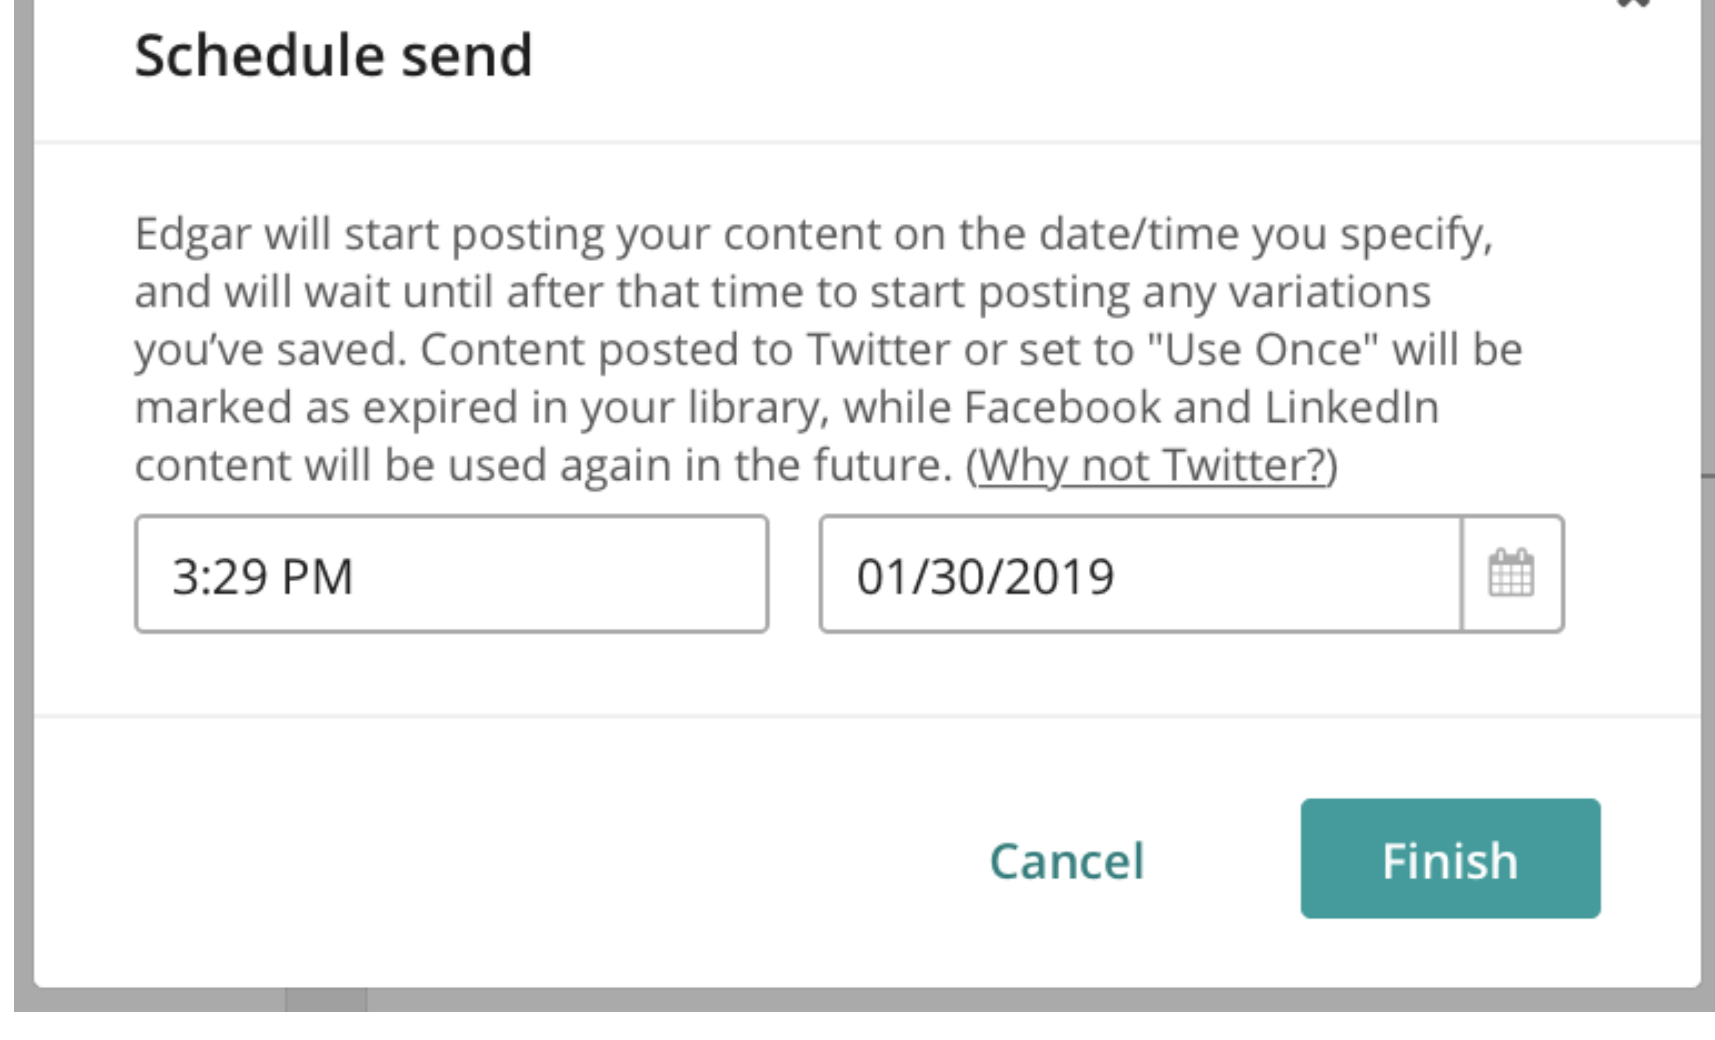 Schedule send
Edgar will start posting your content on the date/time you specify,
and will wait until after that time to start posting any variations
you’ve saved. Content posted to Twitter or set to "Use Once" will be
marked as expired in your library, while Facebook and LinkedIn
content will be used again in the future. (Why not Twitter?)
3:29 PM 01/30/2019
Cancel Finish